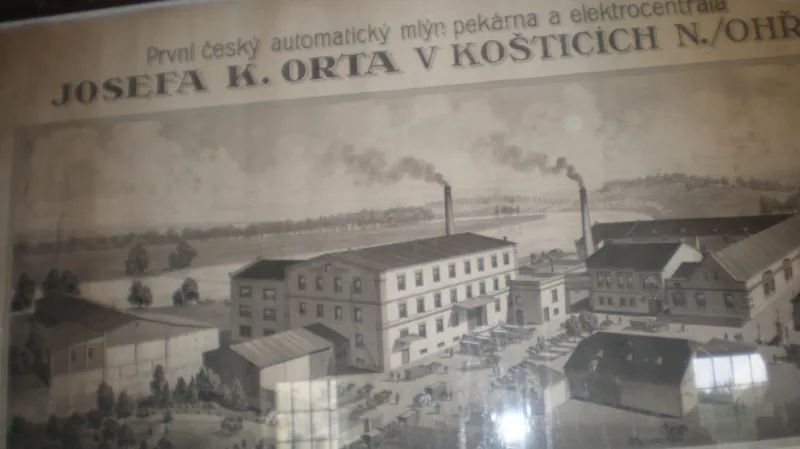 První český automatický mlýn pekárna a elektrocentrála
JOSEFA K. ORTA V KOŠTICÍCH N./OHŘ